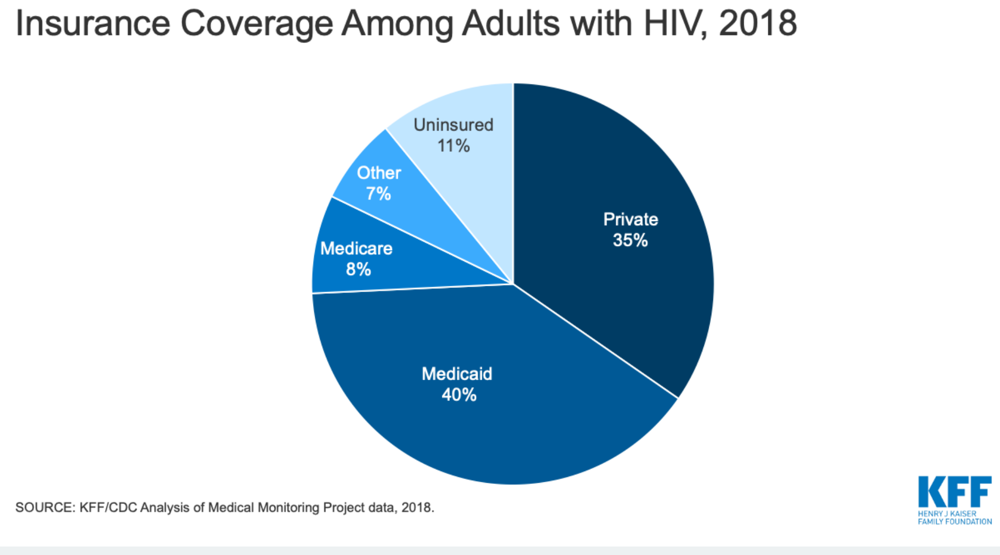 Insurance Coverage Among Adults with HIV, 2018
Uninsured
11%
Other
7%
Private
35%
Medicare
8%
Medicaid
40%
SOURCE: KFF/CDC Analysis of Medical Monitoring Project data, 2018.
KFF
HENRY J KAISER
FAMILY FOUNDATION